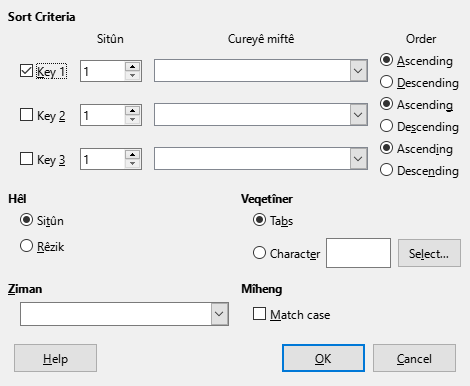 Sort Criteria
Sitûn Cureyê miftê Order
Key 1 1 Ascending
Descending
Key 2 1 Ascending
Descending
Key 3 1 Ascending
Descending
Hêl Veqetîner
Sitûn Tabs
Rêzik Character Select...
Ziman Mîheng
Match case
Help OK Cancel